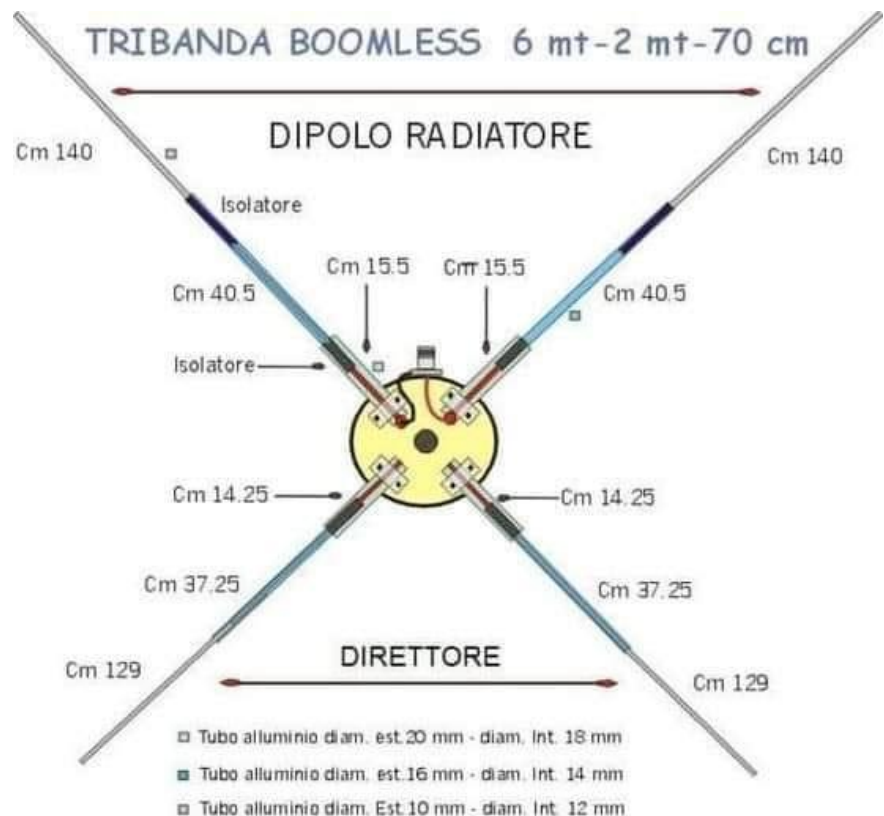 TRIBANDA BOOMLESS 6 mt-2 mt-70 cm
DIPOLO RADIATORE
Cm 140
Cm 140
Isolatore
Cm 15.5
Cm 15.5
Cm 40.5
Cm 40.5
Isolatore
Cm 14.25
Cm 14.25
Cm 37.25
Cm 37.25
DIRETTORE
Cm 129
Cm 129
Tubo alluminio diam. est.20 mm - diam. Int. 18 mm
Tubo alluminio diam. est.16 mm - diam. Int. 14 mm
Tubo alluminio diam. Est.10 mm - diam. Int. 12 mm